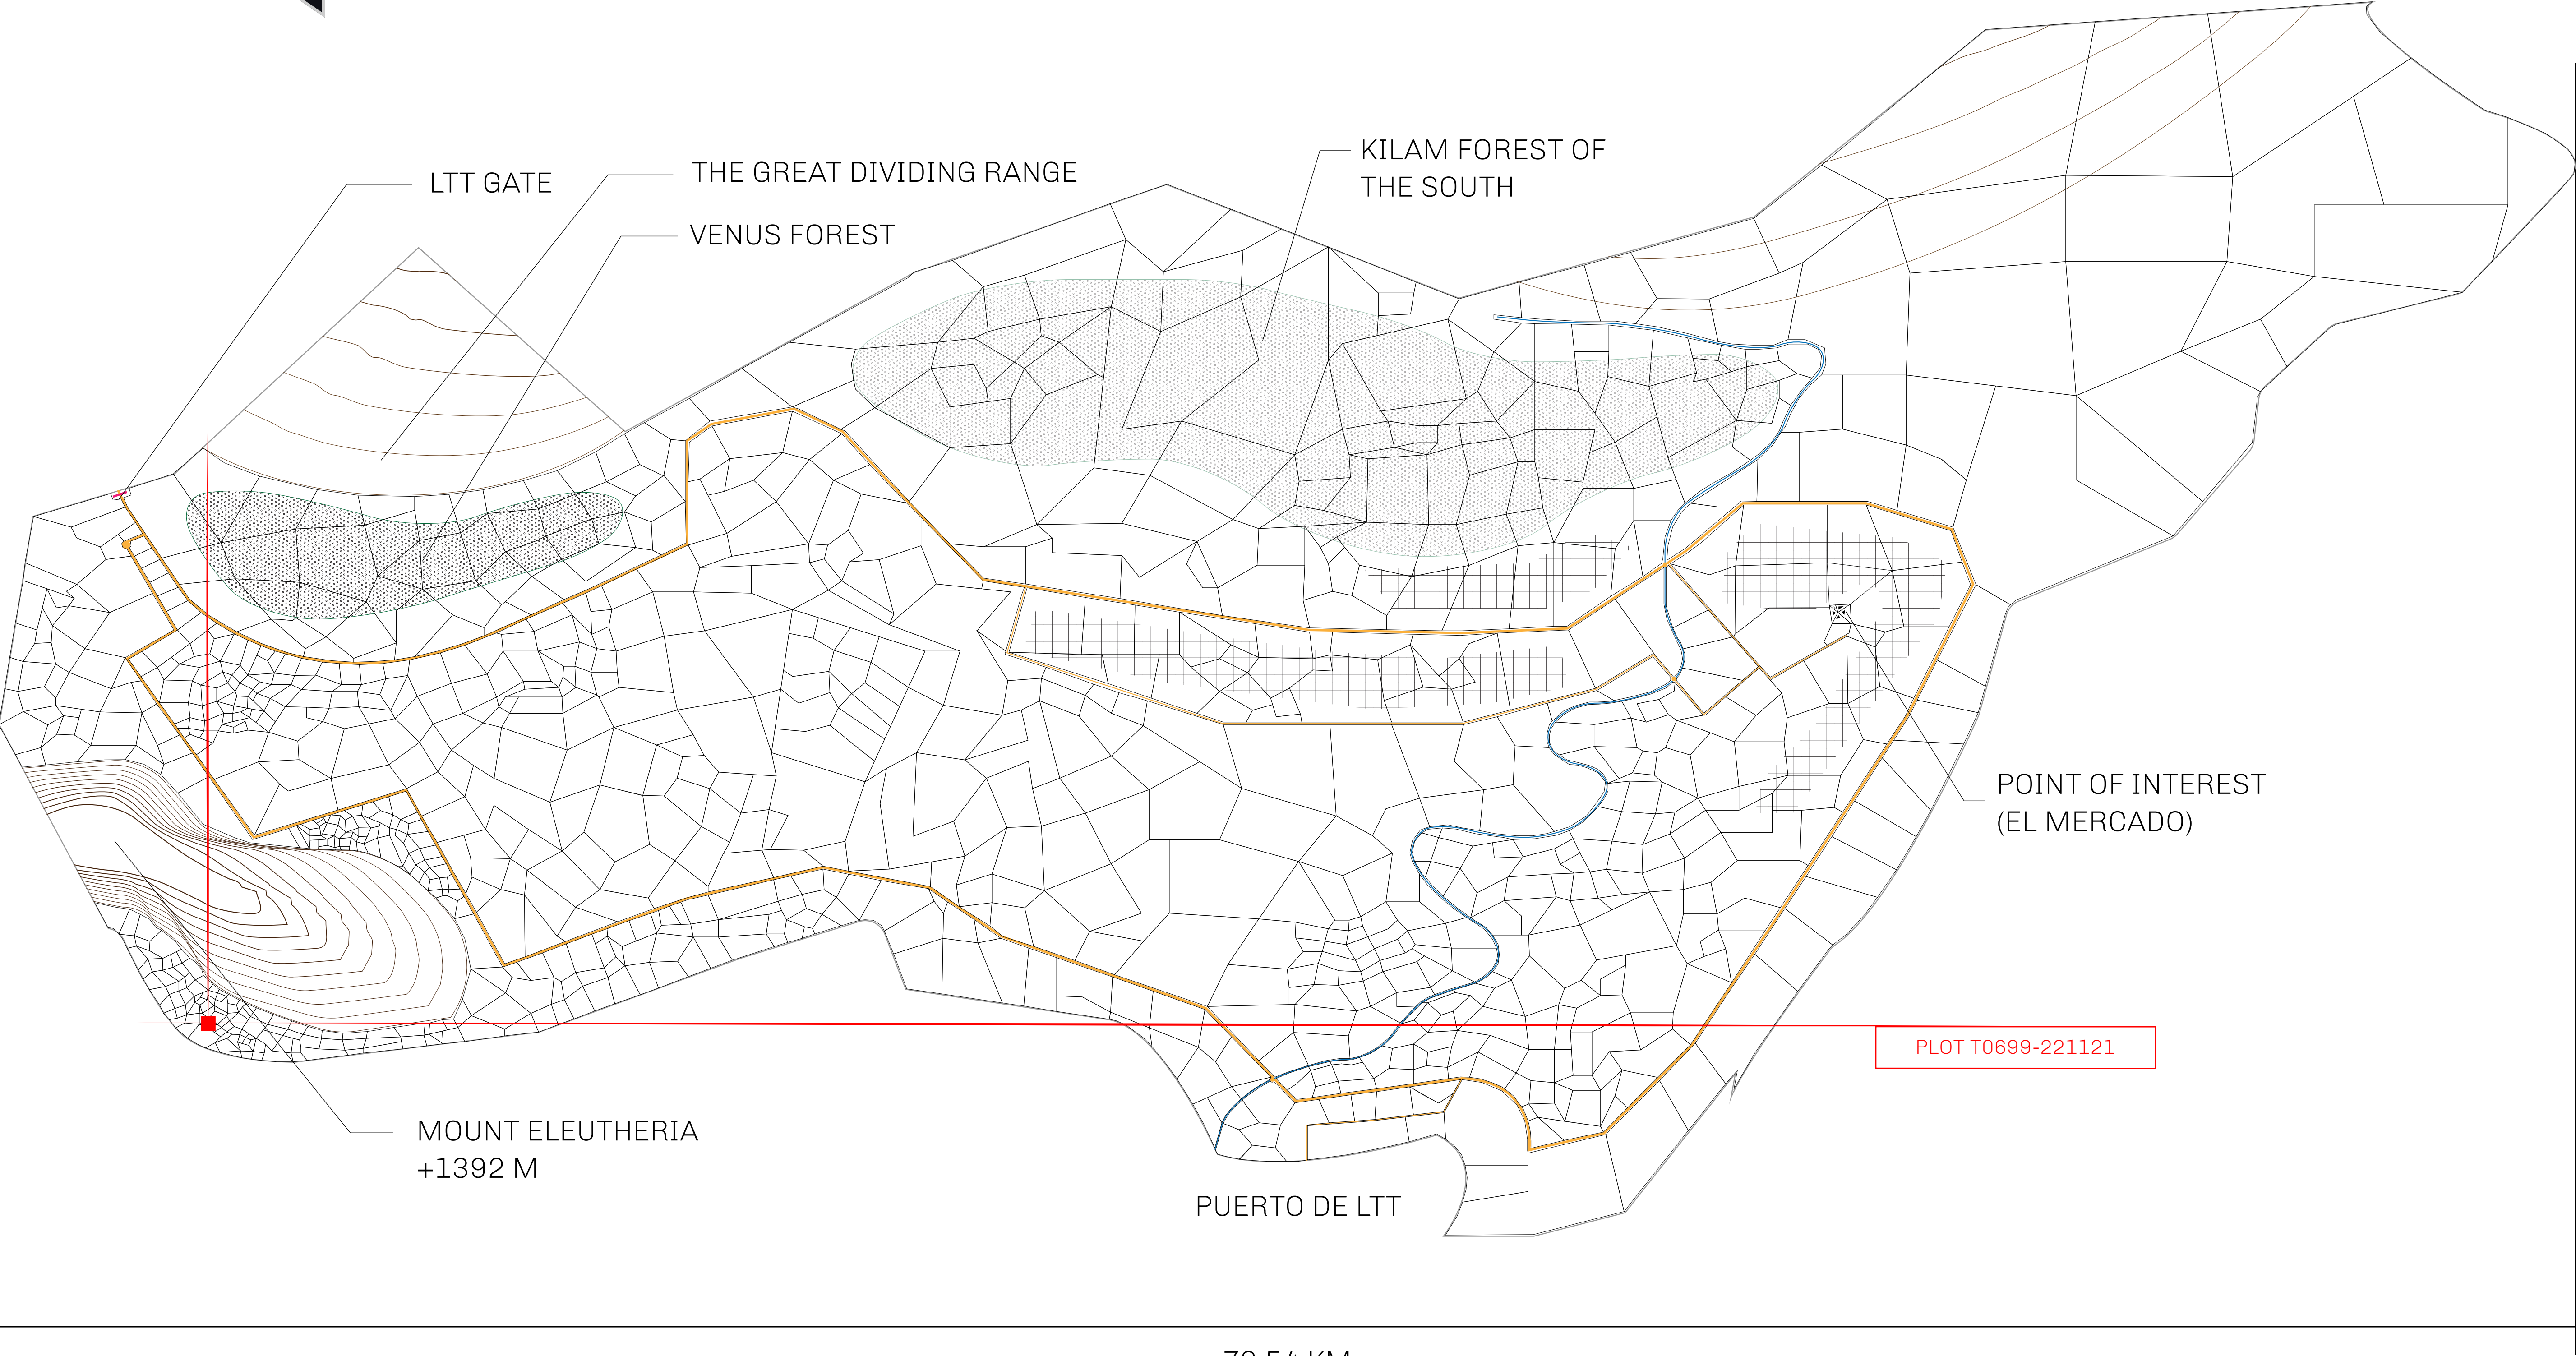 KILAM FOREST OF
THE SOUTH
THE GREAT DIVIDING RANGE
LTT GATE
VENUS FOREST
POINT OF INTEREST
(EL MERCADO)
PLOT T0699-221121
MOUNT ELEUTHERIA
+1392 M
PUERTO DE LTT